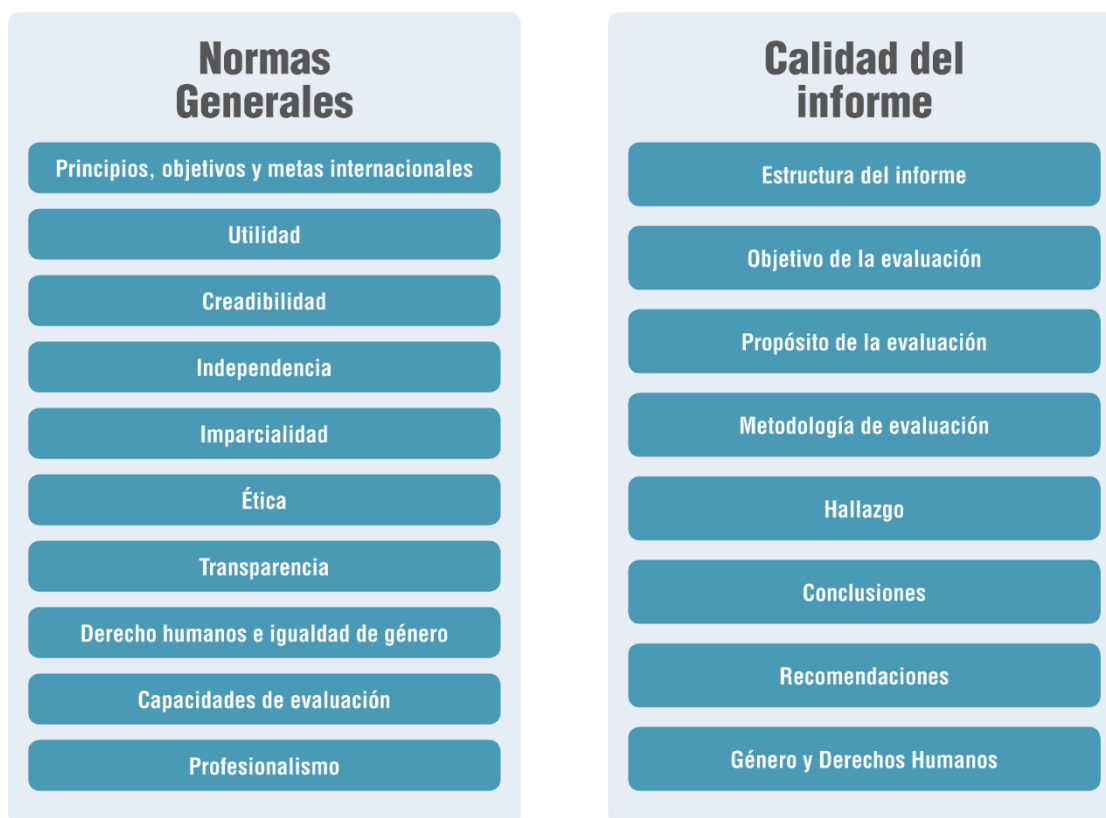 Normas
Generales
Principios, objetivos y metas internacionales
Utilidad
Creadibilidad
Independencia
Imparcialidad
Ética
Transparencia
Derecho humanos e igualdad de género
Capacidades de evaluación
Profesionalismo
Calidad del
informe
Estructura del informe
Objetivo de la evaluación
Propósito de la evaluación
Metodología de evaluación
Hallazgo
Conclusiones
Recomendaciones
Género y Derechos Humanos